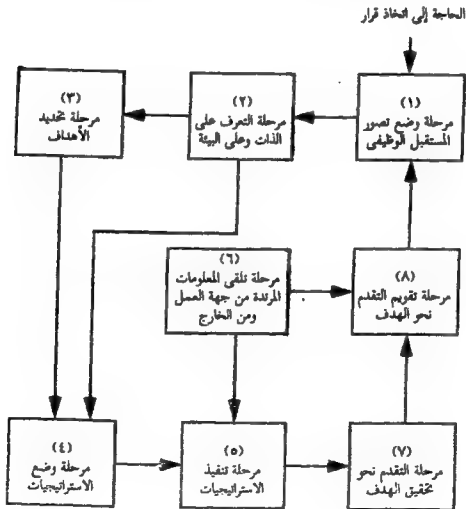 الحاجة إلى اتخاذ قرار
(١)
مرحلة وضع تصور
المستقبل الوظيفى
(٢)
مرحلة التعرف على
الذات وعلى البيئة
(٣)
مرحلة تحديد
الأهداف
(٦)
مرحلة تلقى المعلومات
المرتدة من جهة العمل
ومن الخارج
(٨)
مرحلة تقويم التقدم
نحو الهدف
(٤)
مرحلة وضع
الاستراتيجيات
(٥)
مرحلة تنفيذ
الاستراتيجيات
(٧)
مرحلة التقدم نحو
تحقيق الهدف